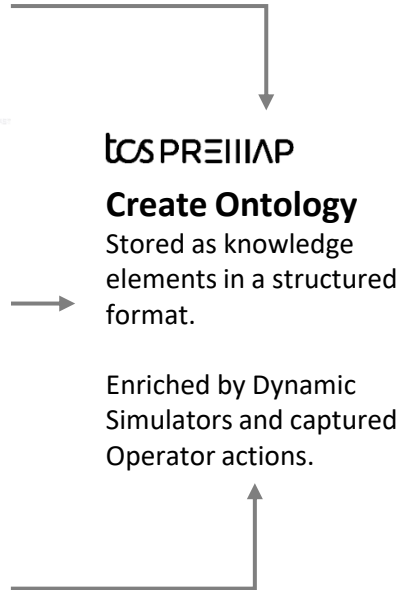 tcs PREMAP
Create Ontology
Stored as knowledge
elements in a structured
format.
Enriched by Dynamic
Simulators and captured
Operator actions.